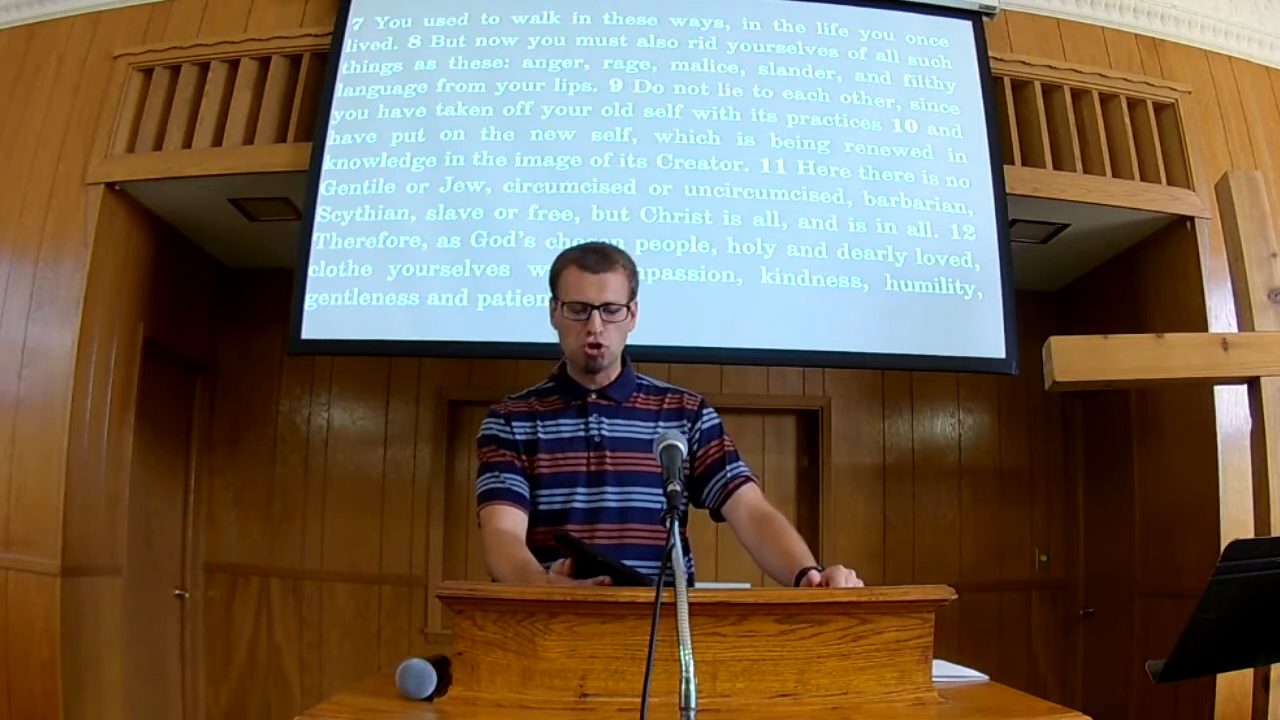 7 You used to walk in these ways, in the life you once
lived. 8 But now you must also rid yourselves of all such
things as these: anger, rage, malice, slander, and filthy
language from your lips. 9 Do not lie to each other, since
you have taken off your old self with its practices 10 and
have put on the new self, which is being renewed in
knowledge in the image of its Creator. 11 Here there is no
Gentile or Jew, circumcised or uncircumcised, barbarian,
Scythian, slave or free, but Christ is all, and is in all. 12
Therefore, as God's chosen people, holy and dearly loved,
clothe yourselves kindness, humility,
gentleness and